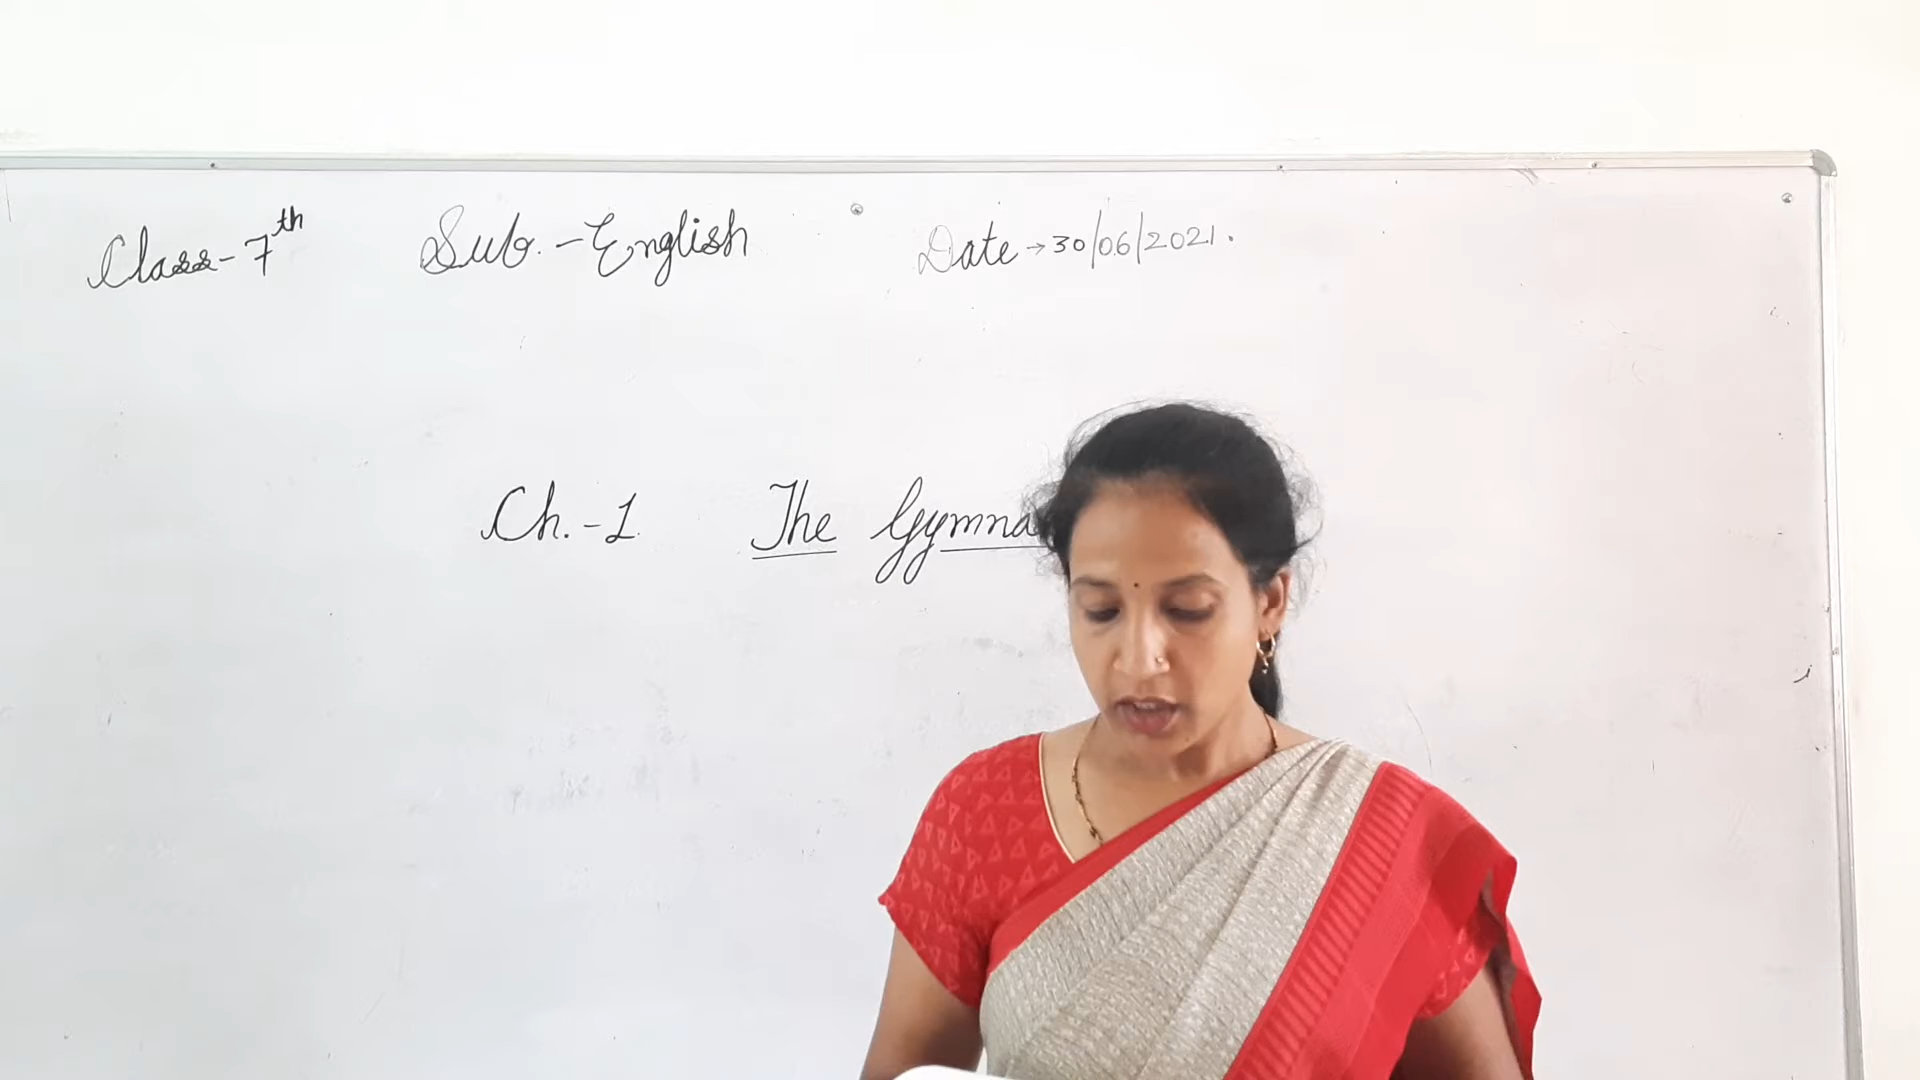 Class-7th Sub.-English Date→30/06/2021.
Ch.-1. The